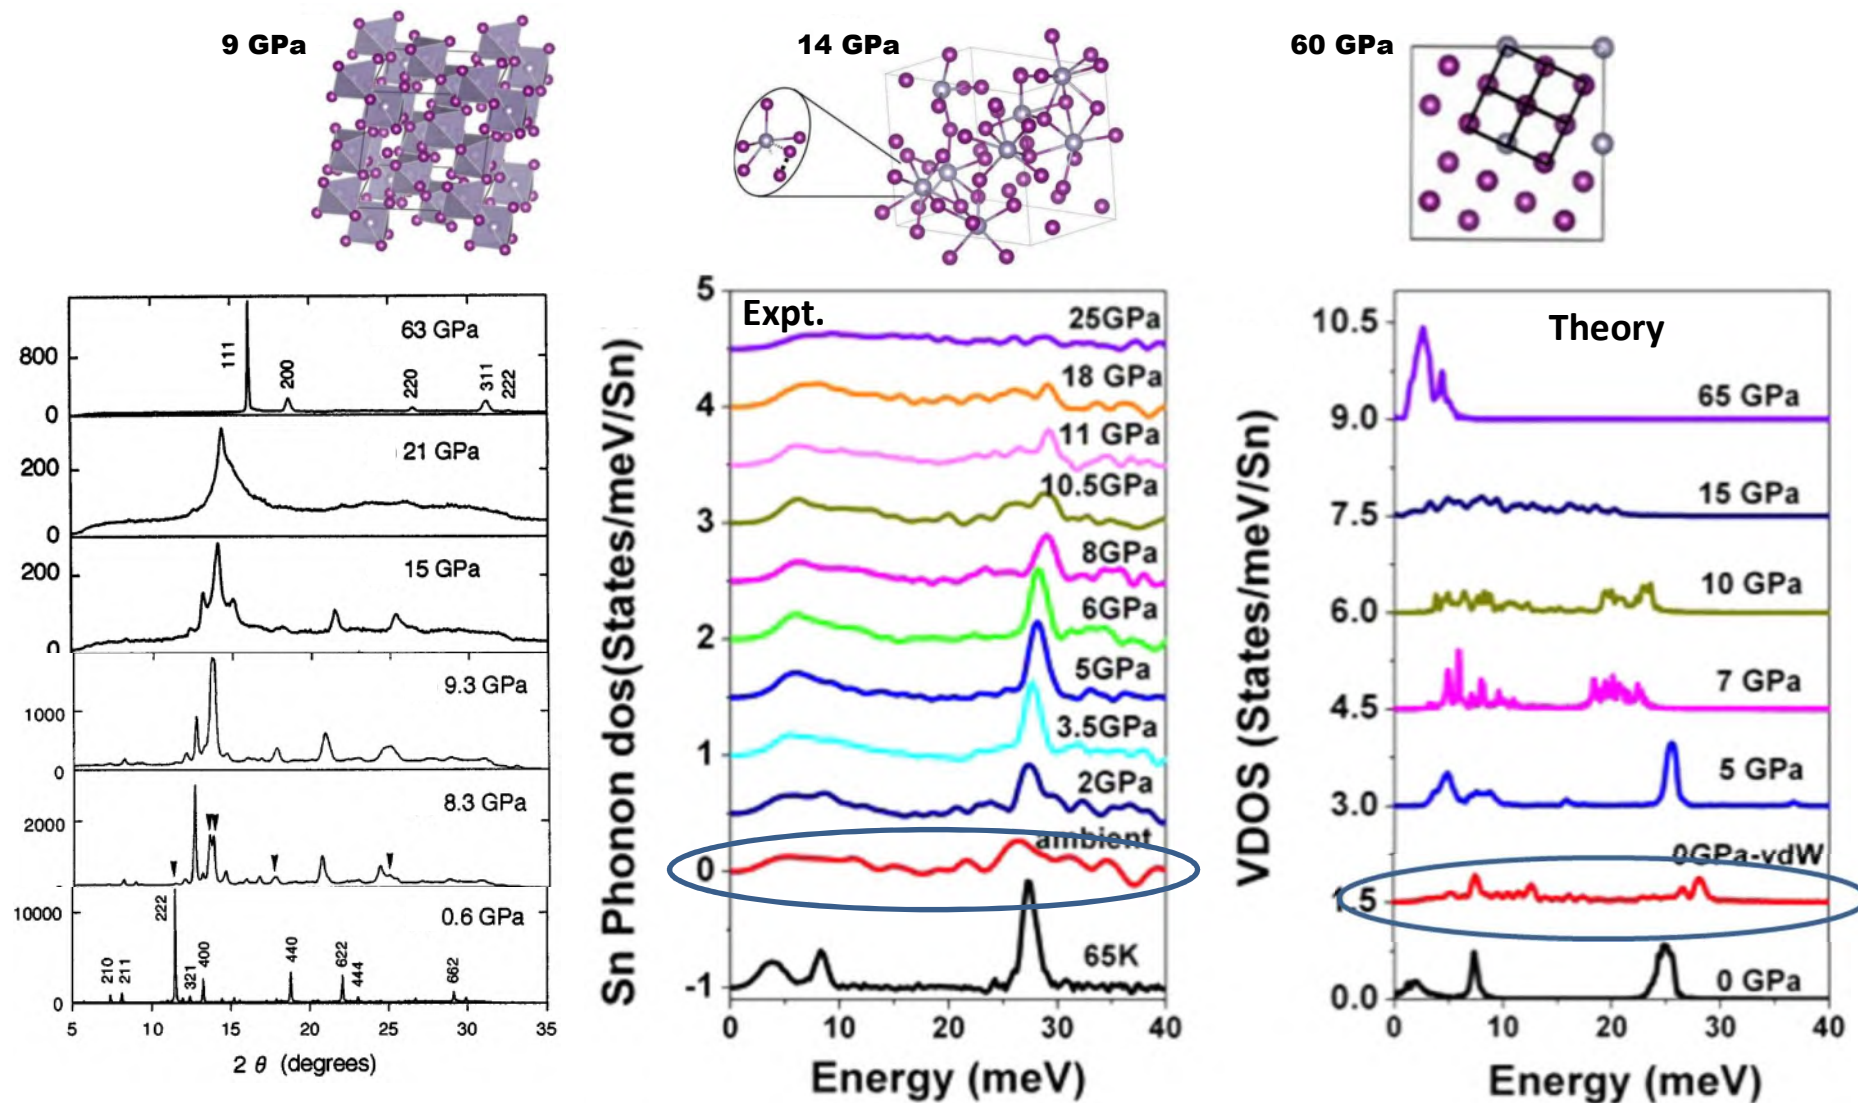 9 GPa
14 GPa
60 GPa
63 GPa
111
200
220
311
222
800
0
21 GPa
200
0
15 GPa
200
0
9.3 GPa
1000
0
8.3 GPa
2000
0.6 GPa
10000
0
210
211
222
321
400
440
622
444
662
5
10
15
20
25
30
35
2 θ (degrees)
Expt.
Sn Phonon dos(States/meV/Sn)
5
4
3
2
1
0
-1
25GPa
18 GPa
11 GPa
10.5GPa
8GPa
6GPa
5GPa
3.5GPa
2GPa
ambient
65K
0
10
20
30
40
Energy (meV)
Theory
VDOS (States/meV/Sn)
10.5
9.0
7.5
6.0
4.5
3.0
1.5
0.0
65 GPa
15 GPa
10 GPa
7 GPa
5 GPa
0GPa-vdW
0 GPa
0
10
20
30
40
Energy (meV)